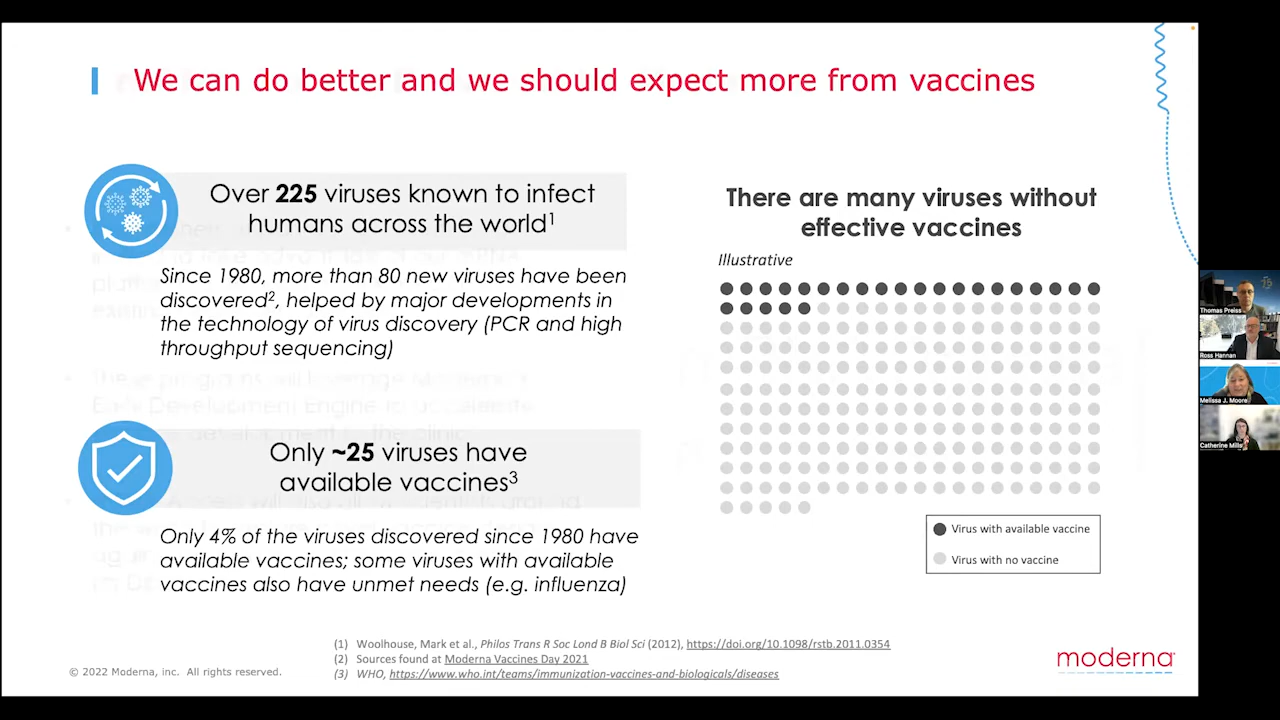 We can do better and we should expect more from vaccines
Over 225 viruses known to infect
humans across the world1
Since 1980, more than 80 new viruses have been
discovered2, helped by major developments in
the technology of virus discovery (PCR and high
throughput sequencing)
Only ~25 viruses have
available vaccines3
Only 4% of the viruses discovered since 1980 have
available vaccines; some viruses with available
vaccines also have unmet needs (e.g. influenza)
There are many viruses without
effective vaccines
Illustrative
Virus with available vaccine
Virus with no vaccine
(1) Woolhouse, Mark et al., Philos Trans R Soc Lond B Biol Sci (2012), https://doi.org/10.1098/rstb.2011.0354
(2) Sources found at Moderna Vaccines Day 2021
(3) WHO, https://www.who.int/teams/immunization-vaccines-and-biologicals/diseases
© 2022 Moderna, inc. All rights reserved.
moderna
Thomas Preiss
Ross Hannan
Melissa J. Moore
Catherine Mills